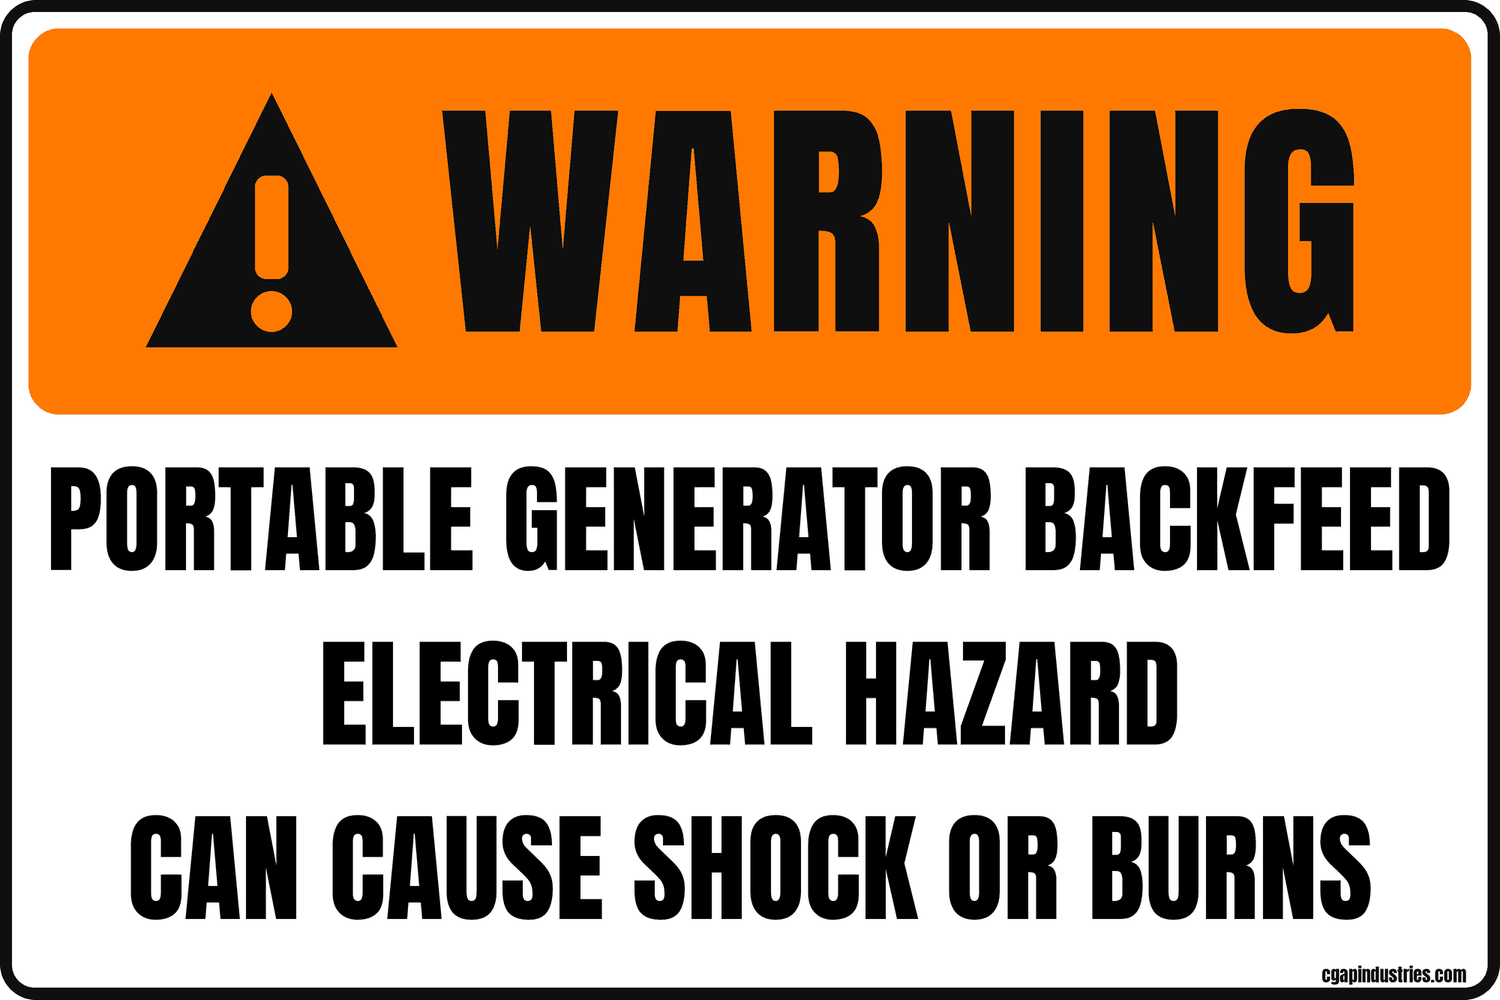 WARNING
PORTABLE GENERATOR BACKFEED
ELECTRICAL HAZARD
CAN CAUSE SHOCK OR BURNS
cgapindustries.com